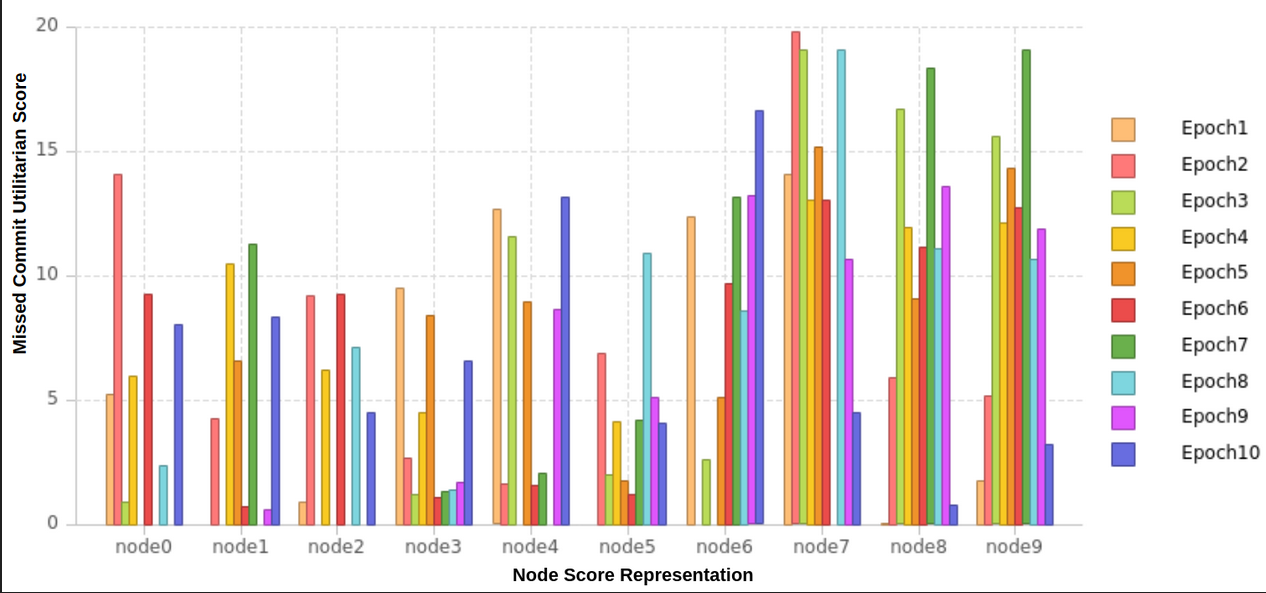 Missed Commit Utilitarian Score
20
15
10
5
0
node0 node1 node2 node3 node4 node5 node6 node7 node8 node9
Node Score Representation
Epoch1
Epoch2
Epoch3
Epoch4
Epoch5
Epoch6
Epoch7
Epoch8
Epoch9
Epoch10